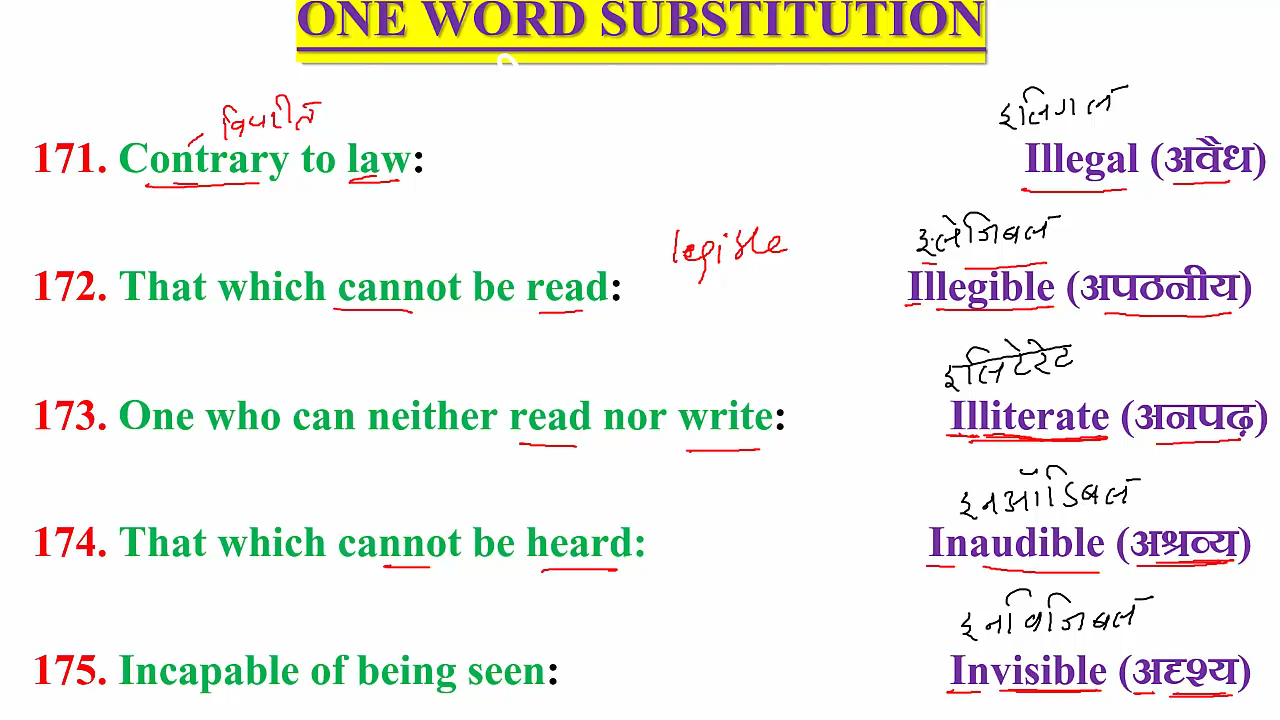 ONE WORD SUBSTITUTION
विपरीत इलिगल
171. Contrary to law: Illegal (अवैध)
legible इलेजिबल
172. That which cannot be read: Illegible (अपठनीय)
इलिटेरेट
173. One who can neither read nor write: Illiterate (अनपढ़)
इनऑडिबल
174. That which cannot be heard: Inaudible (अश्रव्य)
इनविजिबल
175. Incapable of being seen: Invisible (अदृश्य)